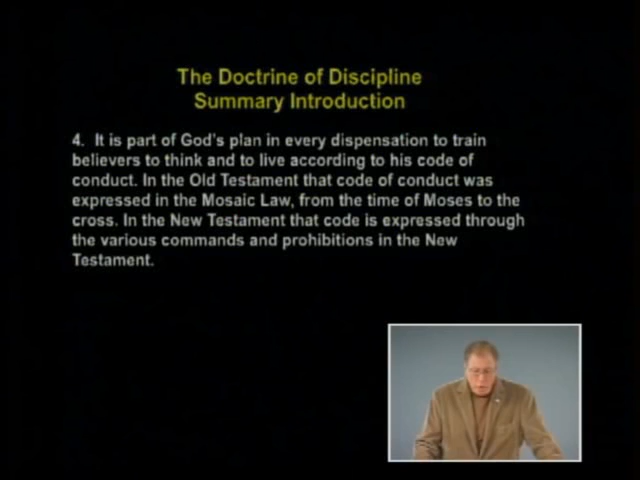 The Doctrine of Discipline
Summary Introduction
4. It is part of God's plan in every dispensation to train
believers to think and to live according to his code of
conduct. In the Old Testament that code of conduct was
expressed in the Mosaic Law, from the time of Moses to the
cross. In the New Testament that code is expressed through
the various commands and prohibitions in the New
Testament.